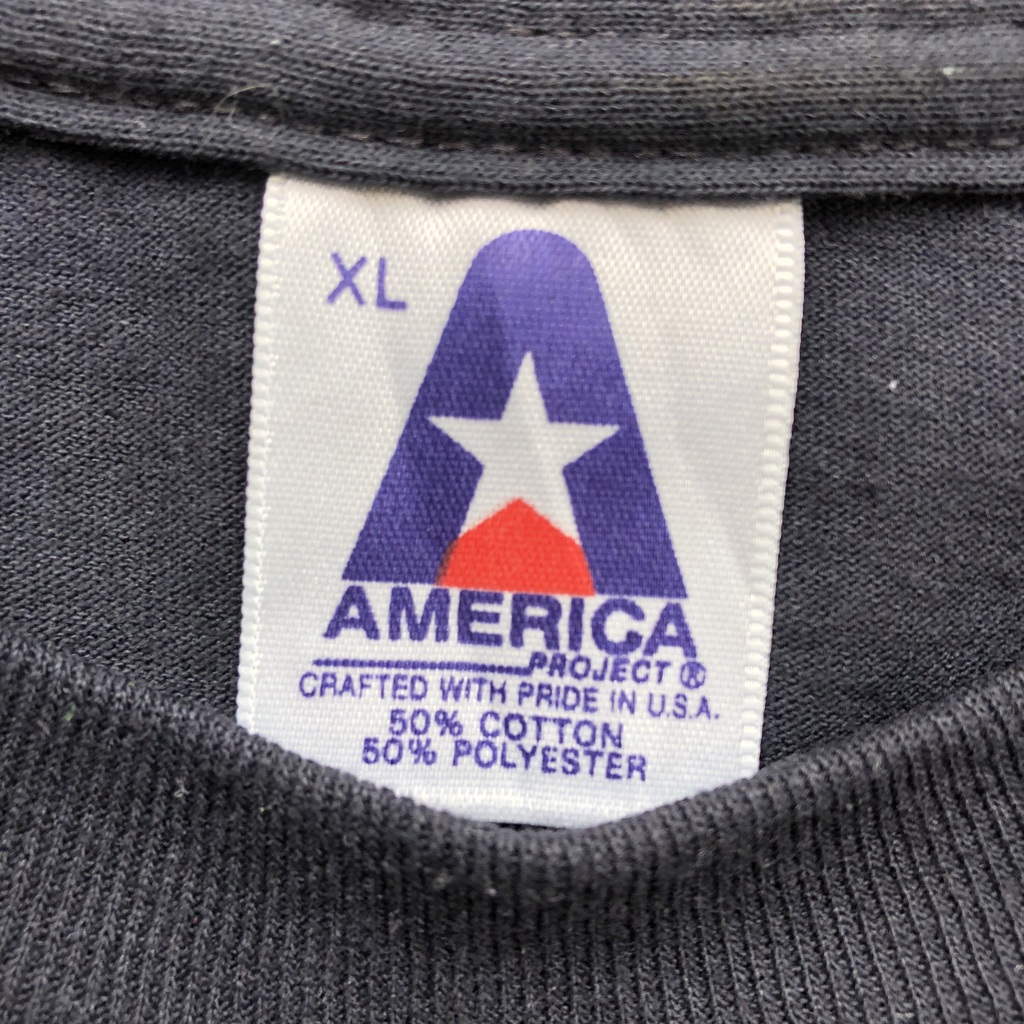 XL
AMERICA
PROJECT ®
CRAFTED WITH PRIDE IN U.S.A.
50% COTTON
50% POLYESTER